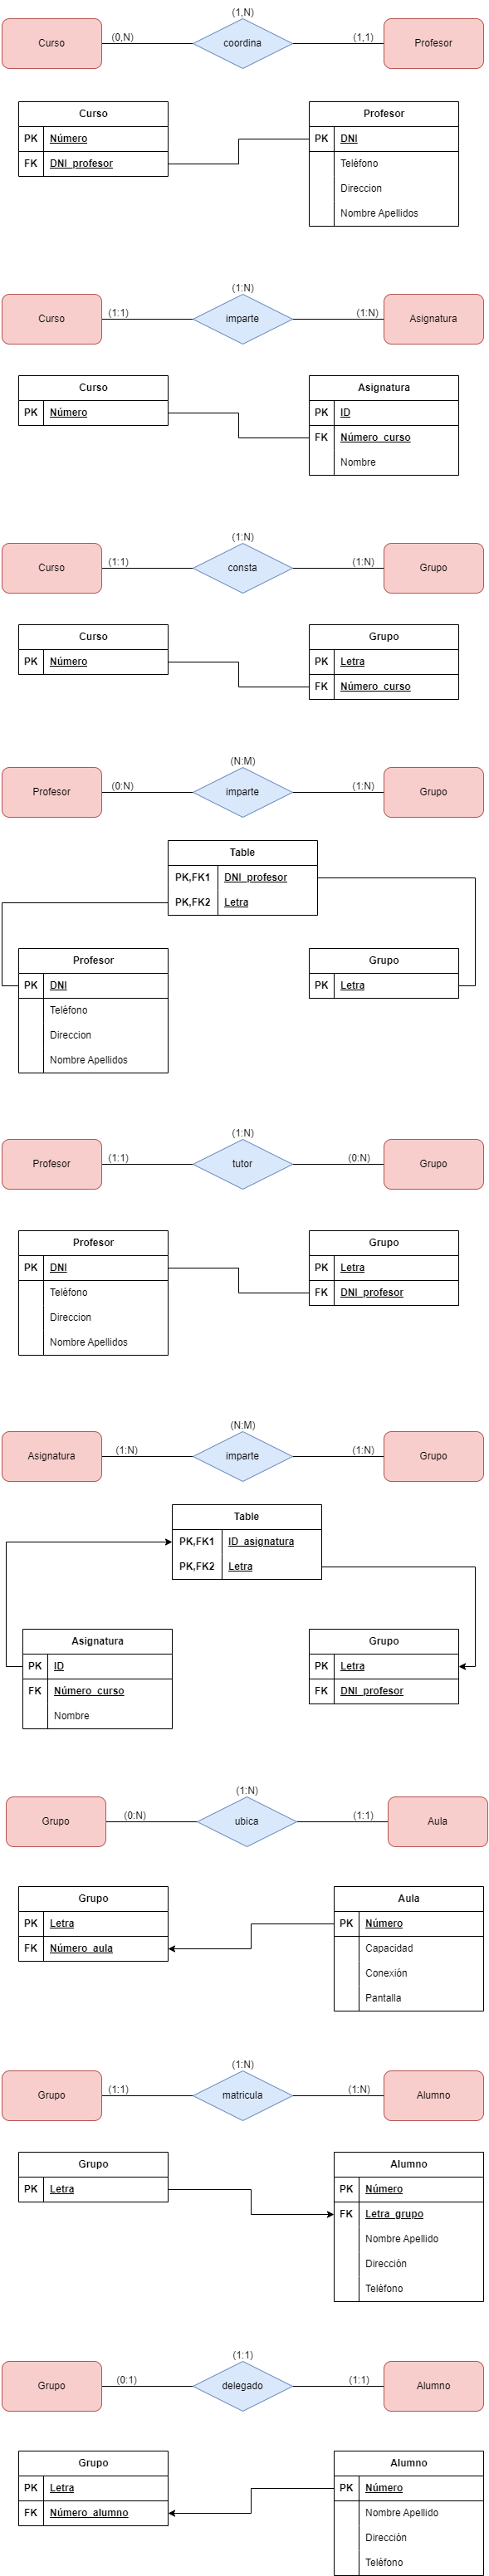 (1,N)
Curso (0,N) coordina (1,1) Profesor
Curso
PK Número
FK DNI_profesor
Profesor
PK DNI
Teléfono
Direccion
Nombre Apellidos
(1:N)
Curso (1:1) imparte (1:N) Asignatura
Curso
PK Número
Asignatura
PK ID
FK Número_curso
Nombre
(1:N)
Curso (1:1) consta (1:N) Grupo
Curso
PK Número
Grupo
PK Letra
FK Número_curso
(N:M)
Profesor (0:N) imparte (1:N) Grupo
Table
PK,FK1 DNI_profesor
PK,FK2 Letra
Profesor
PK DNI
Teléfono
Direccion
Nombre Apellidos
Grupo
PK Letra
(1:N)
Profesor (1:1) tutor (0:N) Grupo
Profesor
PK DNI
Teléfono
Direccion
Nombre Apellidos
Grupo
PK Letra
FK DNI_profesor
(N:M)
Asignatura (1:N) imparte (1:N) Grupo
Table
PK,FK1 ID_asignatura
PK,FK2 Letra
Asignatura
PK ID
FK Número_curso
Nombre
Grupo
PK Letra
FK DNI_profesor
(1:N)
Grupo (0:N) ubica (1:1) Aula
Grupo
PK Letra
FK Número_aula
Aula
PK Número
Capacidad
Conexión
Pantalla
(1:N)
Grupo (1:1) matricula (1:N) Alumno
Grupo
PK Letra
Alumno
PK Número
FK Letra_grupo
Nombre Apellido
Dirección
Teléfono
(1:1)
Grupo (0:1) delegado (1:1) Alumno
Grupo
PK Letra
FK Número_alumno
Alumno
PK Número
Nombre Apellido
Dirección
Teléfono